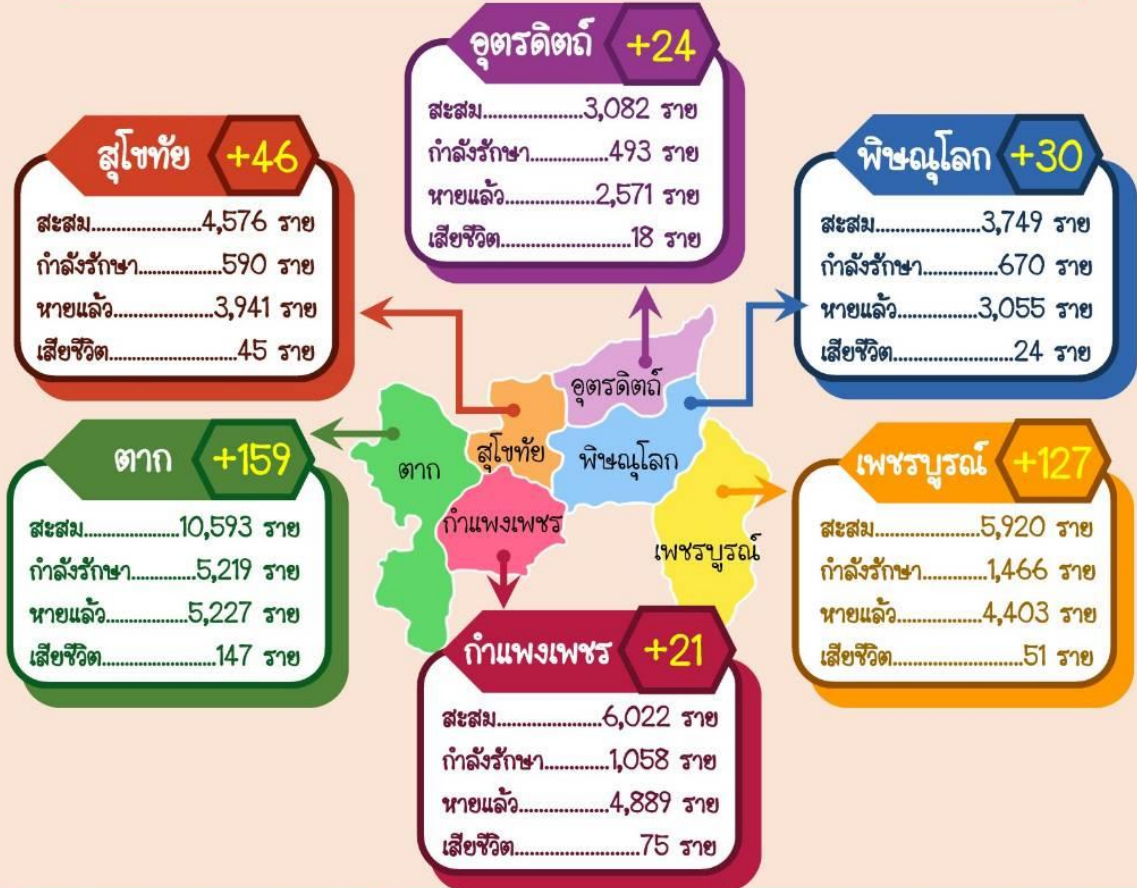 อุตรดิตถ์ +24
สะสม....................3,082 ราย
กำลังรักษา............493 ราย
หายแล้ว...................2,571 ราย
เสียชีวิต.........................18 ราย
สุโขทัย +46
สะสม.....................4,576 ราย
กำลังรักษา................590 ราย
หายแล้ว...................3,941 ราย
เสียชีวิต.........................45 ราย
พิษณุโลก +30
สะสม.....................3,749 ราย
กำลังรักษา................670 ราย
หายแล้ว...................3,055 ราย
เสียชีวิต.........................24 ราย
อุตรดิตถ์
ตาก
สุโขทัย
พิษณุโลก
กำแพงเพชร
เพชรบูรณ์
ตาก +159
สะสม..................10,593 ราย
กำลังรักษา.............5,219 ราย
หายแล้ว.....................5,227 ราย
เสียชีวิต.....................147 ราย
เพชรบูรณ์ +127
สะสม.....................5,920 ราย
กำลังรักษา.............1,466 ราย
หายแล้ว...................4,403 ราย
เสียชีวิต.........................51 ราย
กำแพงเพชร +21
สะสม.....................6,022 ราย
กำลังรักษา.............1,058 ราย
หายแล้ว..................4,889 ราย
เสียชีวิต.........................75 ราย